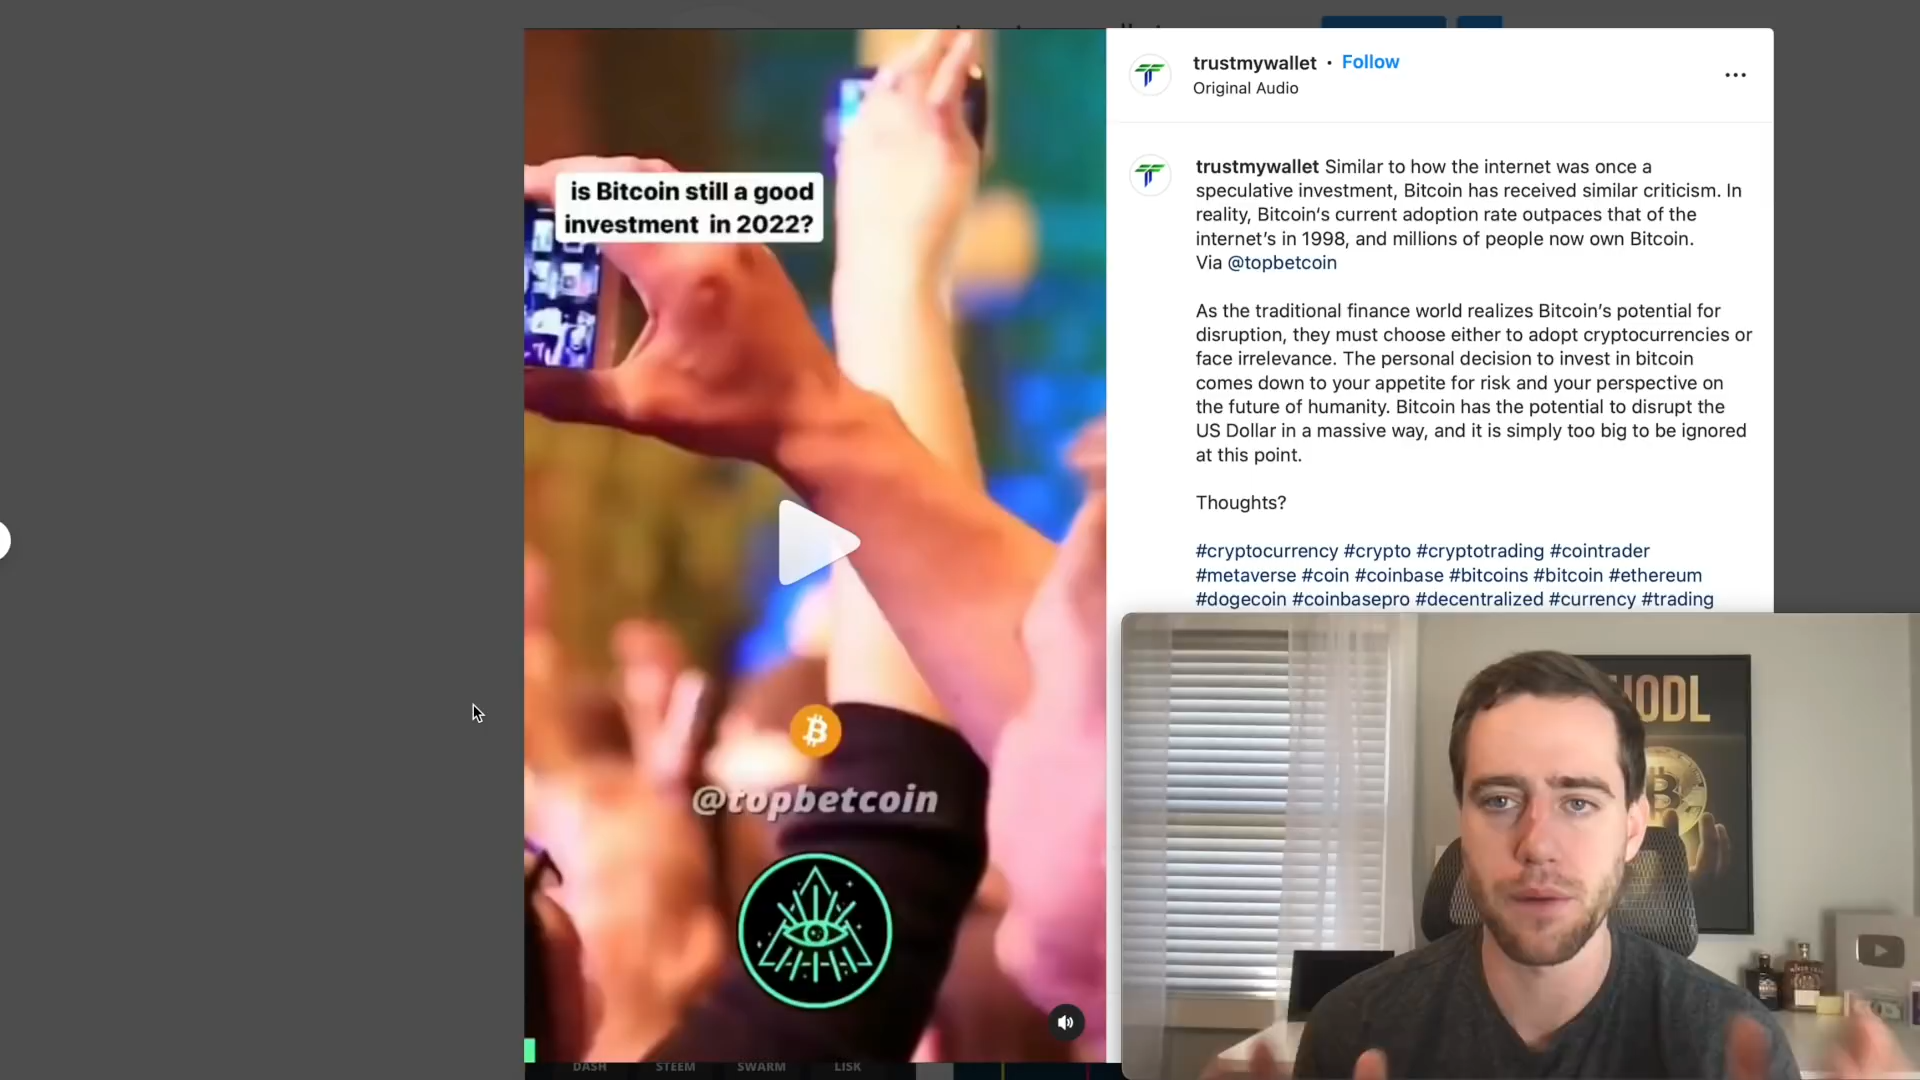 is Bitcoin still a good
investment in 2022?
@topbetcoin
DASH STEEM SWARM LISK
trustmywallet • Follow
Original Audio
trustmywallet Similar to how the internet was once a
speculative investment, Bitcoin has received similar criticism. In
reality, Bitcoin‘s current adoption rate outpaces that of the
internet’s in 1998, and millions of people now own Bitcoin.
Via @topbetcoin
As the traditional finance world realizes Bitcoin’s potential for
disruption, they must choose either to adopt cryptocurrencies or
face irrelevance. The personal decision to invest in bitcoin
comes down to your appetite for risk and your perspective on
the future of humanity. Bitcoin has the potential to disrupt the
US Dollar in a massive way, and it is simply too big to be ignored
at this point.
Thoughts?
#cryptocurrency #crypto #cryptotrading #cointrader
#metaverse #coin #coinbase #bitcoins #bitcoin #ethereum
#dogecoin #coinbasepro #decentralized #currency #trading
HODL